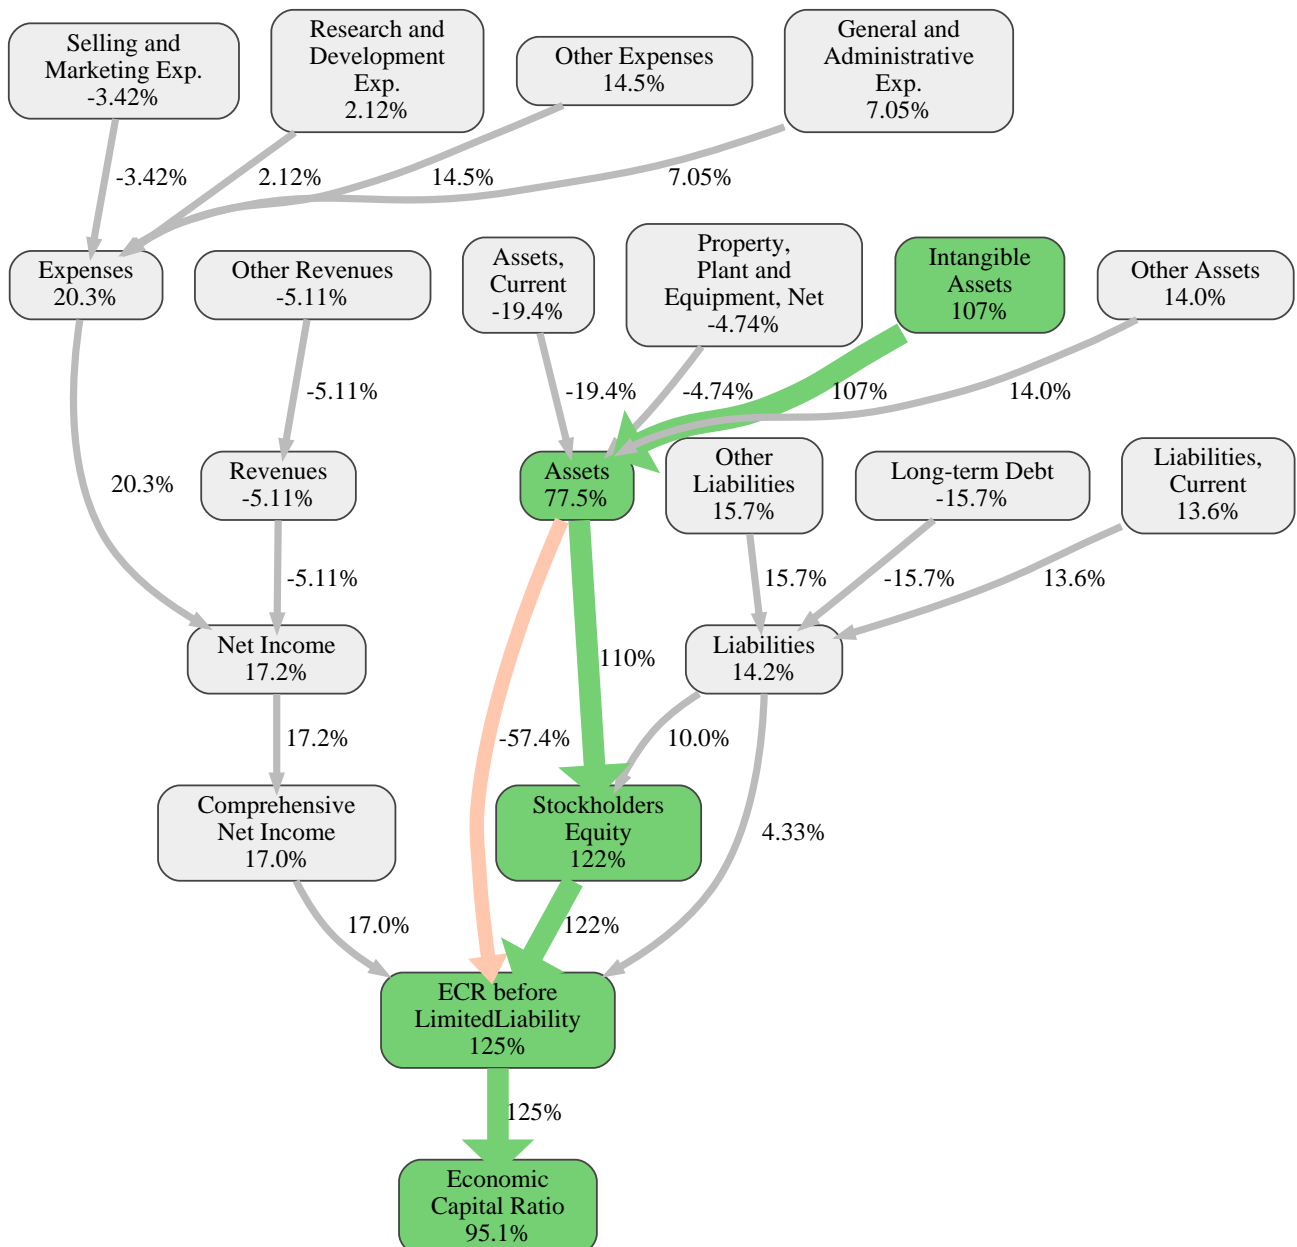 Selling and
Marketing Exp.
-3.42%
Research and
Development
Exp.
2.12%
Other Expenses
14.5%
General and
Administrative
Exp.
7.05%
-3.42%
2.12%
14.5%
7.05%
Expenses
20.3%
Other Revenues
-5.11%
Assets,
Current
-19.4%
Property,
Plant and
Equipment, Net
-4.74%
Intangible
Assets
107%
Other Assets
14.0%
-5.11%
-19.4%
-4.74%
107%
14.0%
20.3%
Revenues
-5.11%
Assets
77.5%
Other
Liabilities
15.7%
Long-term Debt
-15.7%
Liabilities,
Current
13.6%
-5.11%
15.7%
-15.7%
13.6%
Net Income
17.2%
110%
Liabilities
14.2%
17.2%
-57.4%
10.0%
Comprehensive
Net Income
17.0%
Stockholders
Equity
122%
4.33%
17.0%
122%
ECR before
LimitedLiability
125%
125%
Economic
Capital Ratio
95.1%